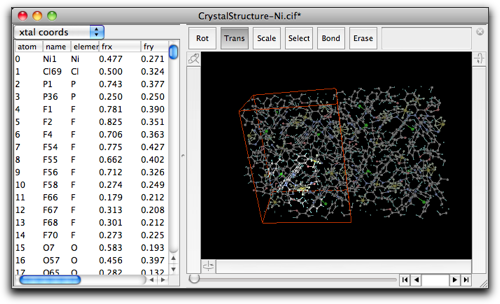 CrystalStructure-Ni.cif*
xtal coords
Rot Trans Scale Select Bond Erase
atom name elemen frx fry
0 Ni1 Ni 0.477 0.271
1 Cl69 Cl 0.500 0.324
2 P1 P 0.743 0.377
3 P36 P 0.250 0.250
4 F1 F 0.781 0.390
5 F2 F 0.825 0.351
6 F4 F 0.706 0.363
7 F54 F 0.775 0.427
8 F55 F 0.662 0.402
9 F56 F 0.712 0.326
10 F58 F 0.274 0.249
11 F66 F 0.179 0.212
12 F67 F 0.313 0.208
13 F68 F 0.301 0.212
14 F70 F 0.273 0.225
15 O7 O 0.583 0.193
16 O57 O 0.456 0.397
17 O65 O 0.282 0.132